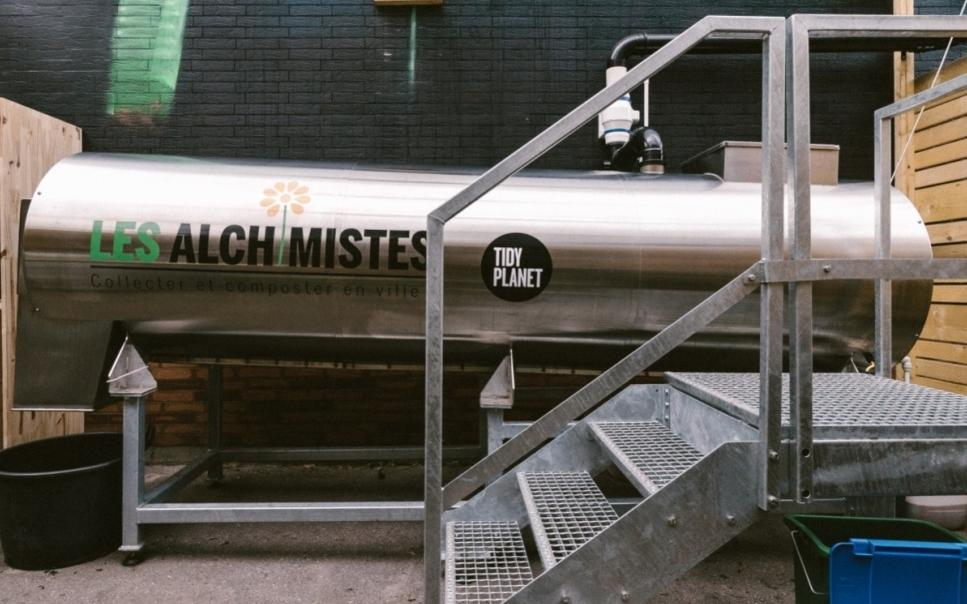 LES ALCHIMISTES
Collecter et composter en ville
TIDY
PLANET